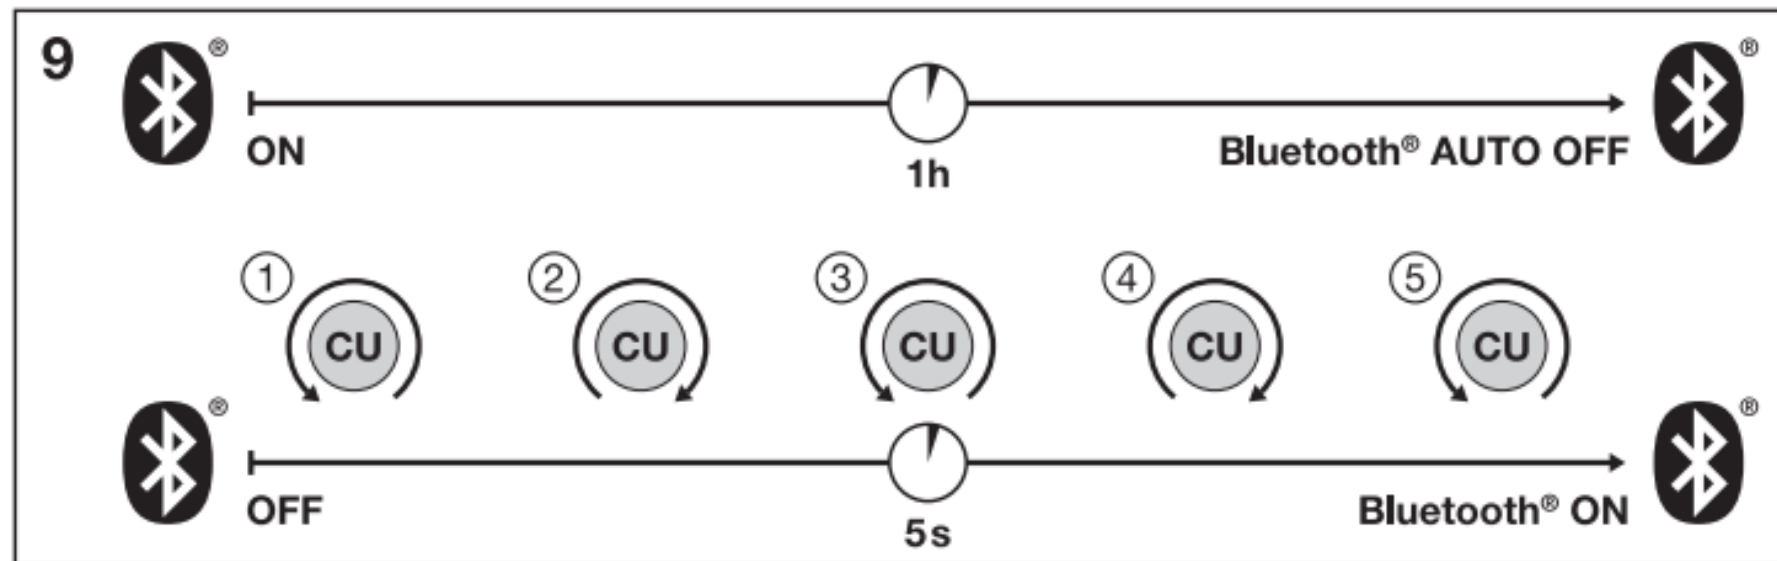 9 ® ®
ON Bluetooth® AUTO OFF
1h
① ② ③ ④ ⑤
CU CU CU CU CU
® ®
OFF Bluetooth® ON
5s